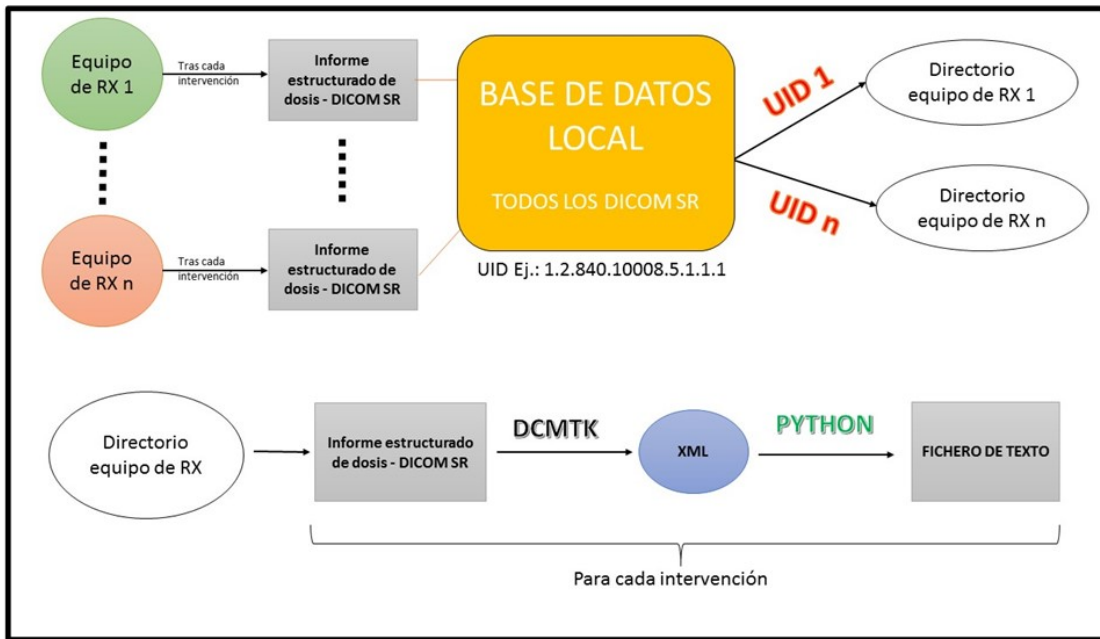 Equipo
de RX 1
Tras cada
intervención
Informe
estructurado de
dosis - DICOM SR
BASE DE DATOS
LOCAL
TODOS LOS DICOM SR
UID 1
Directorio
equipo de RX 1
UID n
Directorio
equipo de RX n
Equipo
de RX n
Tras cada
intervención
Informe
estructurado de
dosis - DICOM SR
UID Ej.: 1.2.840.10008.5.1.1.1
Directorio
equipo de RX
Informe estructurado
de dosis - DICOM SR
DCMTK
XML
PYTHON
FICHERO DE TEXTO
Para cada intervención